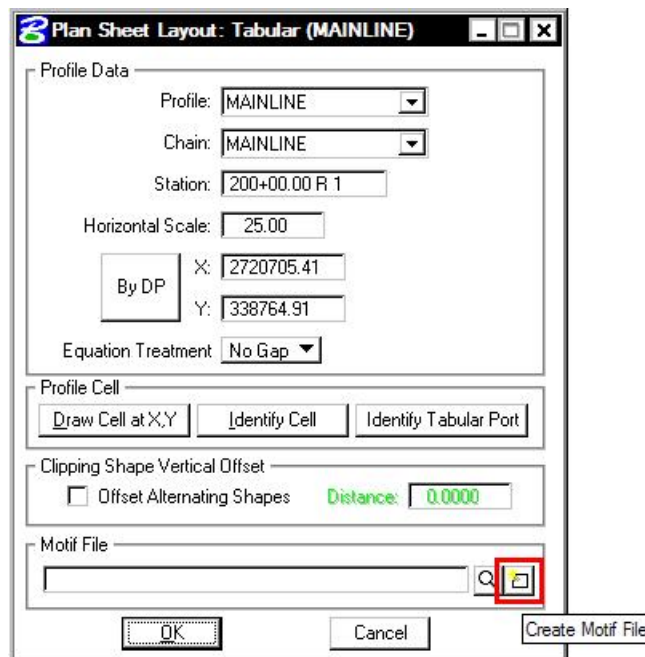 Plan Sheet Layout: Tabular (MAINLINE)
Profile Data
Profile: MAINLINE
Chain: MAINLINE
Station: 200+00.00 R 1
Horizontal Scale: 25.00
By DP
X: 2720705.41
Y: 338764.91
Equation Treatment No Gap
Profile Cell
Draw Cell at X,Y Identify Cell Identify Tabular Port
Clipping Shape Vertical Offset
Offset Alternating Shapes Distance: 0.0000
Motif File
OK Cancel
Create Motif File